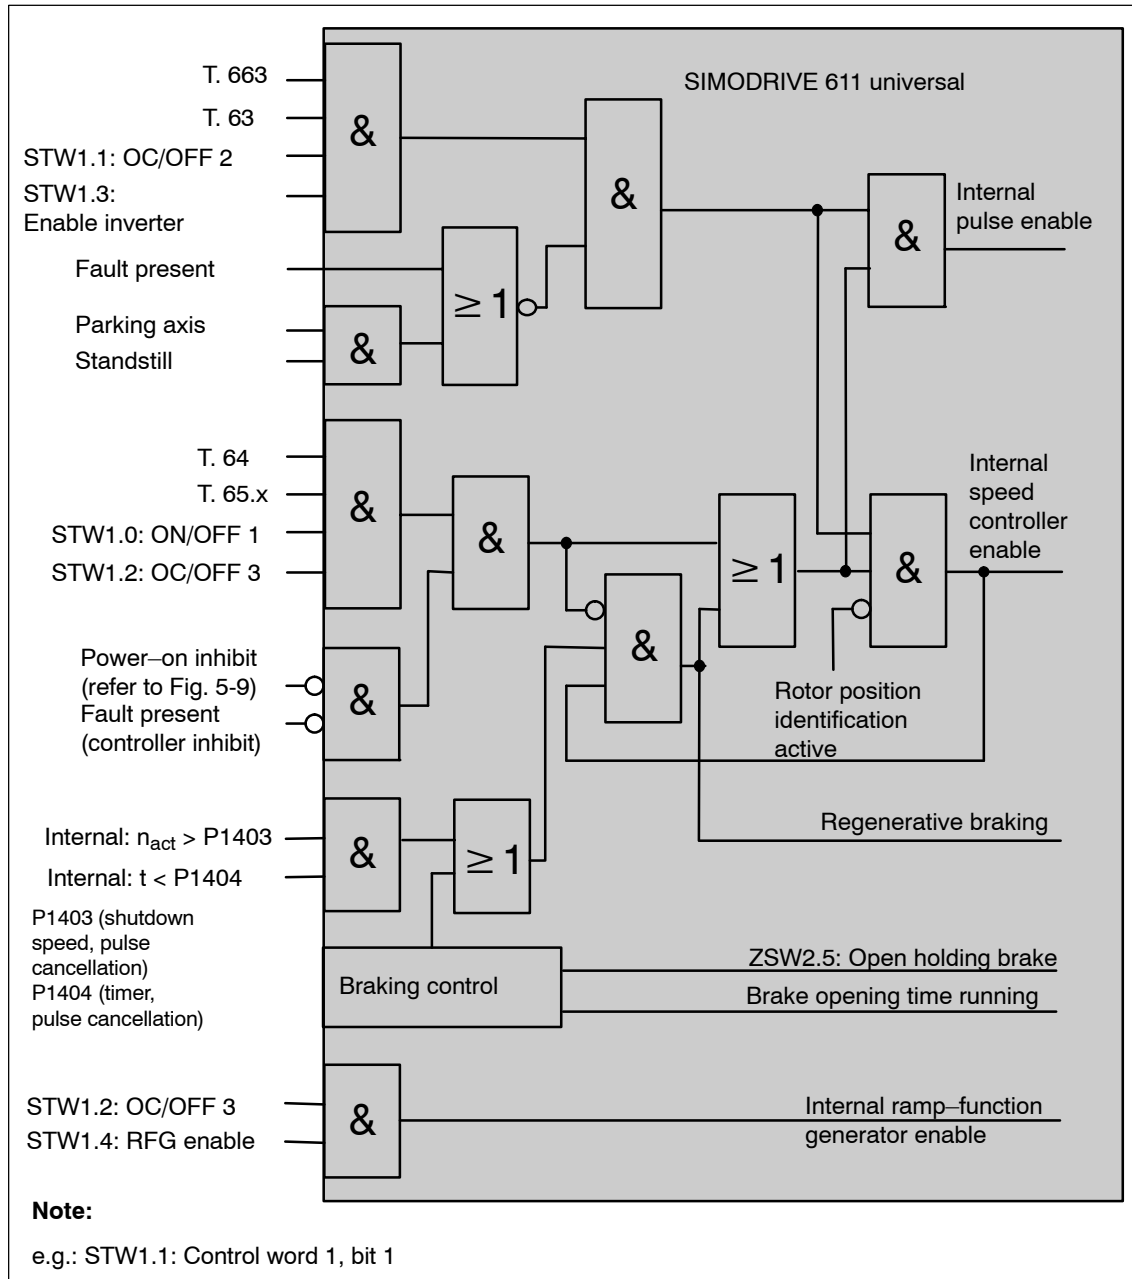 SIMODRIVE 611 universal
T. 663
T. 63
STW1.1: OC/OFF 2
STW1.3:
Enable inverter
&
&
&
Internal
pulse enable
Fault present
≥ 1
Parking axis
Standstill
&
T. 64
T. 65.x
STW1.0: ON/OFF 1
STW1.2: OC/OFF 3
&
&
≥ 1
&
&
Internal
speed
controller
enable
Power–on inhibit
(refer to Fig. 5-9)
Fault present
(controller inhibit)
&
Rotor position
identification
active
Internal: nact > P1403
Internal: t < P1404
&
≥ 1
Regenerative braking
P1403 (shutdown
speed, pulse
cancellation)
P1404 (timer,
pulse cancellation)
Braking control
ZSW2.5: Open holding brake
Brake opening time running
STW1.2: OC/OFF 3
STW1.4: RFG enable
&
Internal ramp–function
generator enable
Note:
e.g.: STW1.1: Control word 1, bit 1